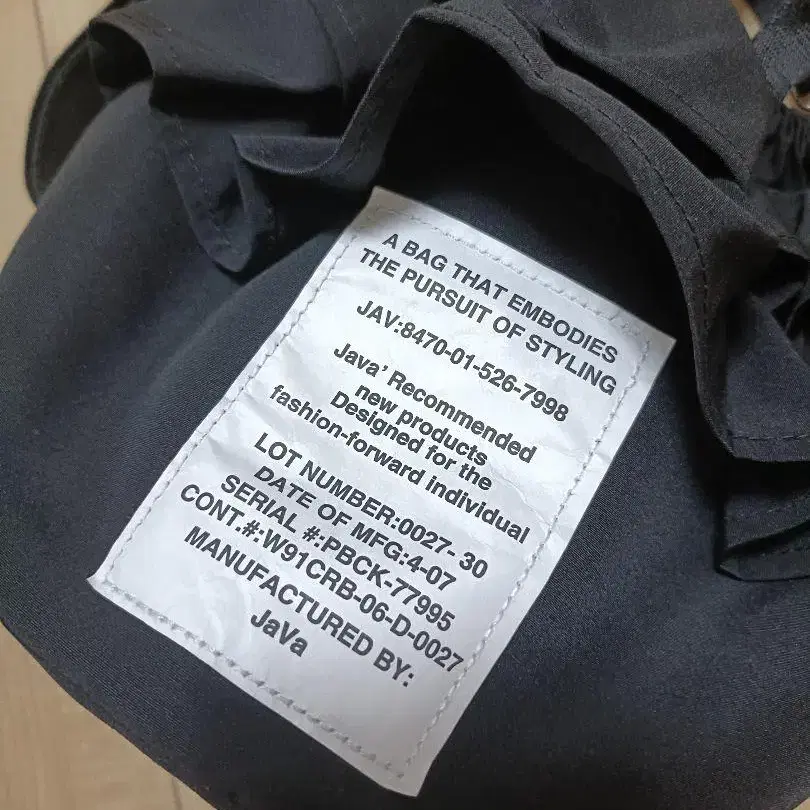 A BAG THAT EMBODIES
THE PURSUIT OF STYLING
JAV:8470-01-526-7998
Java' Recommended
new products
Designed for the
fashion-forward individual
LOT NUMBER:0027- 30
DATE OF MFG:4-07
SERIAL #:PBCK-77995
CONT.#:W91CRB-06-D-0027
MANUFACTURED BY:
JaVa